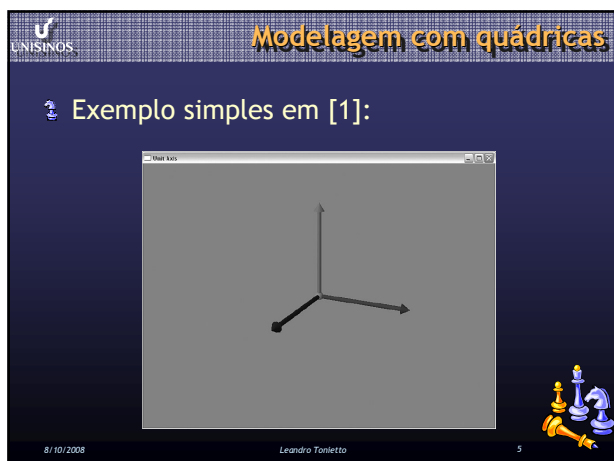 UNISINOS
Modelagem com quádricas
Exemplo simples em [1]:
Unit Axis
8/10/2008
Leandro Tonietto
5